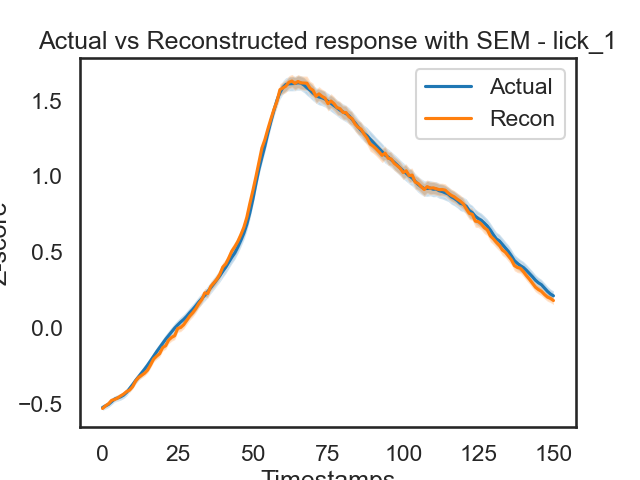 Actual vs Reconstructed response with SEM - lick_1
Actual
Recon
1.5
1.0
0.5
0.0
−0.5
Z-score
0 25 50 75 100 125 150
Timestamps